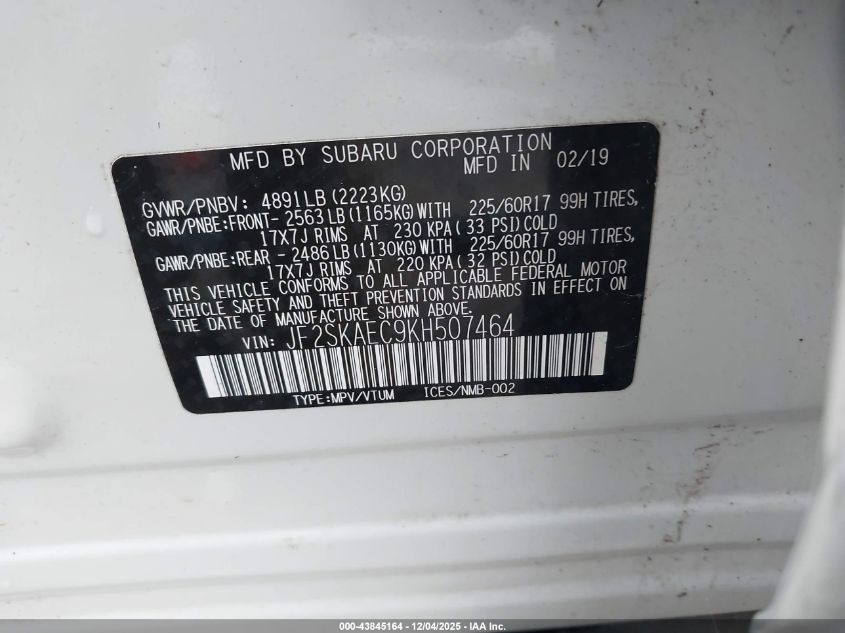 MFD BY SUBARU CORPORATION
MFD IN 02/19
GVWR/PNBV: 4891LB (2223KG)
GAWR/PNBE:FRONT- 2563 LB (1165KG) WITH 225/60R17 99H TIRES,
17X7J RIMS AT 230 KPA (33 PSI) COLD
GAWR/PNBE:REAR - 2486 LB (1130KG) WITH 225/60R17 99H TIRES,
17X7J RIMS AT 220 KPA (32 PSI) COLD
THIS VEHICLE CONFORMS TO ALL APPLICABLE FEDERAL MOTOR
VEHICLE SAFETY AND THEFT PREVENTION STANDARDS IN EFFECT ON
THE DATE OF MANUFACTURE SHOWN ABOVE.
VIN: JF2SKAEC9KH507464
TYPE:MPV/VTUM ICES/NMB-002
000-43845164 - 12/04/2025 - IAA Inc.